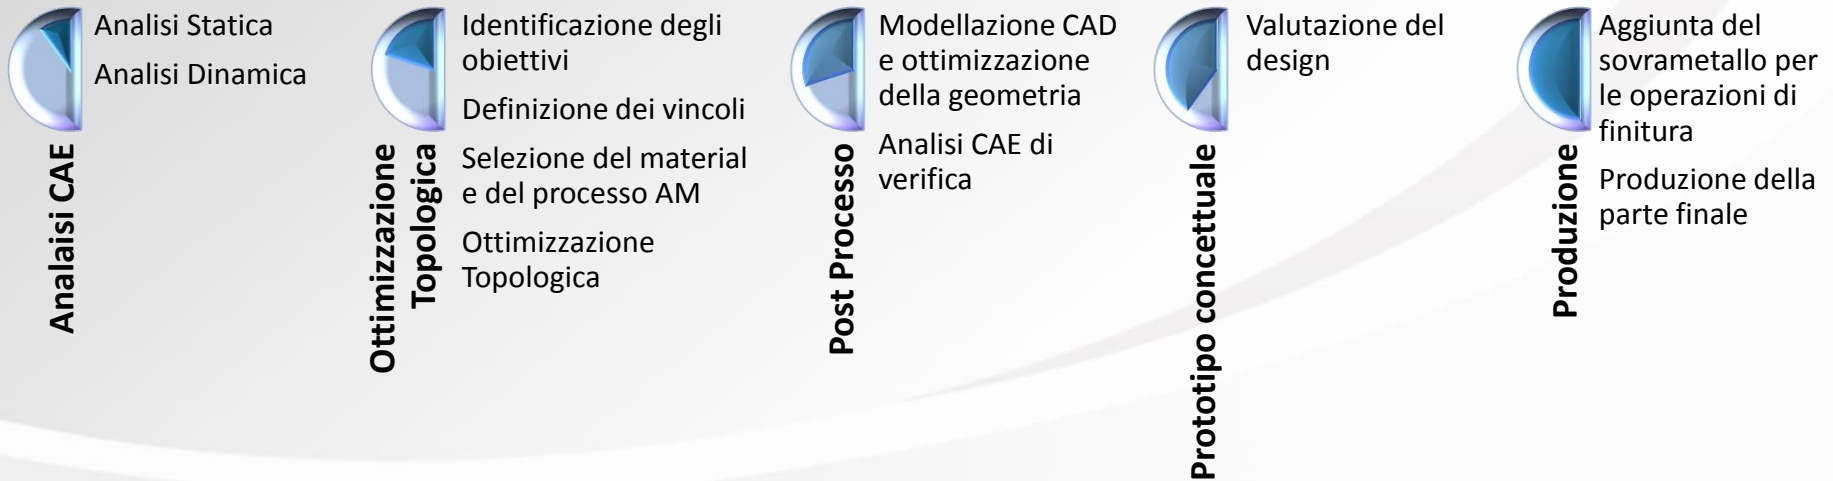 Analaisi CAE
Analisi Statica
Analisi Dinamica
Ottimizzazione
Topologica
Identificazione degli
obiettivi
Definizione dei vincoli
Selezione del material
e del processo AM
Ottimizzazione
Topologica
Post Processo
Modellazione CAD
e ottimizzazione
della geometria
Analisi CAE di
verifica
Prototipo concettuale
Valutazione del
design
Produzione
Aggiunta del
sovrametallo per
le operazioni di
finitura
Produzione della
parte finale